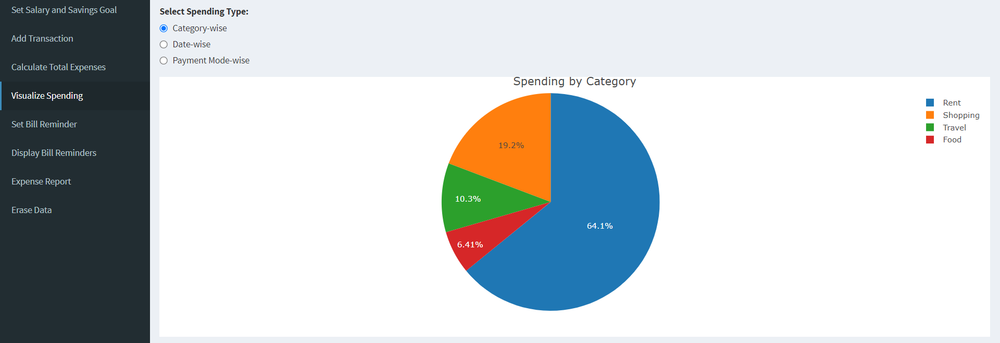 Set Salary and Savings Goal
Add Transaction
Calculate Total Expenses
Visualize Spending
Set Bill Reminder
Display Bill Reminders
Expense Report
Erase Data
Select Spending Type:
Category-wise
Date-wise
Payment Mode-wise
Spending by Category
19.2%
10.3%
6.41%
64.1%
Rent
Shopping
Travel
Food